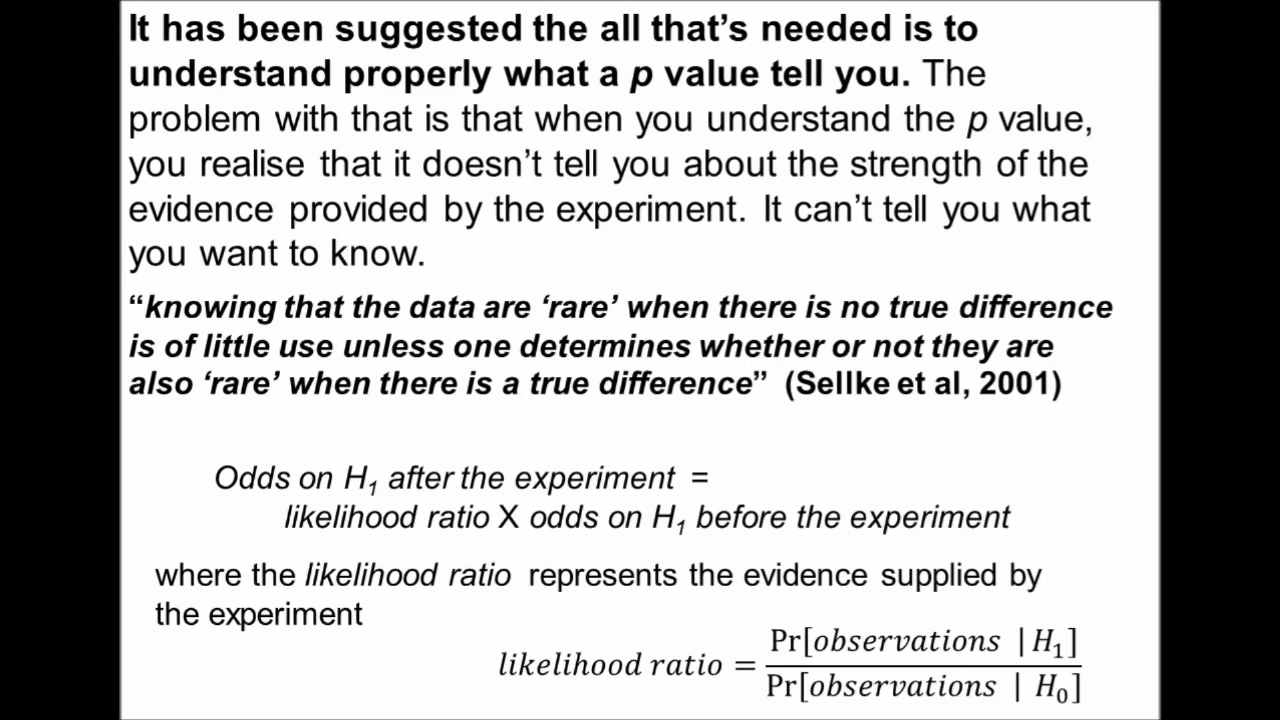 It has been suggested the all that’s needed is to
understand properly what a p value tell you. The
problem with that is that when you understand the p value,
you realise that it doesn’t tell you about the strength of the
evidence provided by the experiment. It can’t tell you what
you want to know.
“knowing that the data are ‘rare’ when there is no true difference
is of little use unless one determines whether or not they are
also ‘rare’ when there is a true difference” (Sellke et al, 2001)
Odds on H₁ after the experiment =
likelihood ratio X odds on H₁ before the experiment
where the likelihood ratio represents the evidence supplied by
the experiment
likelihood ratio = Pr[observations | H₁] / Pr[observations | H₀]